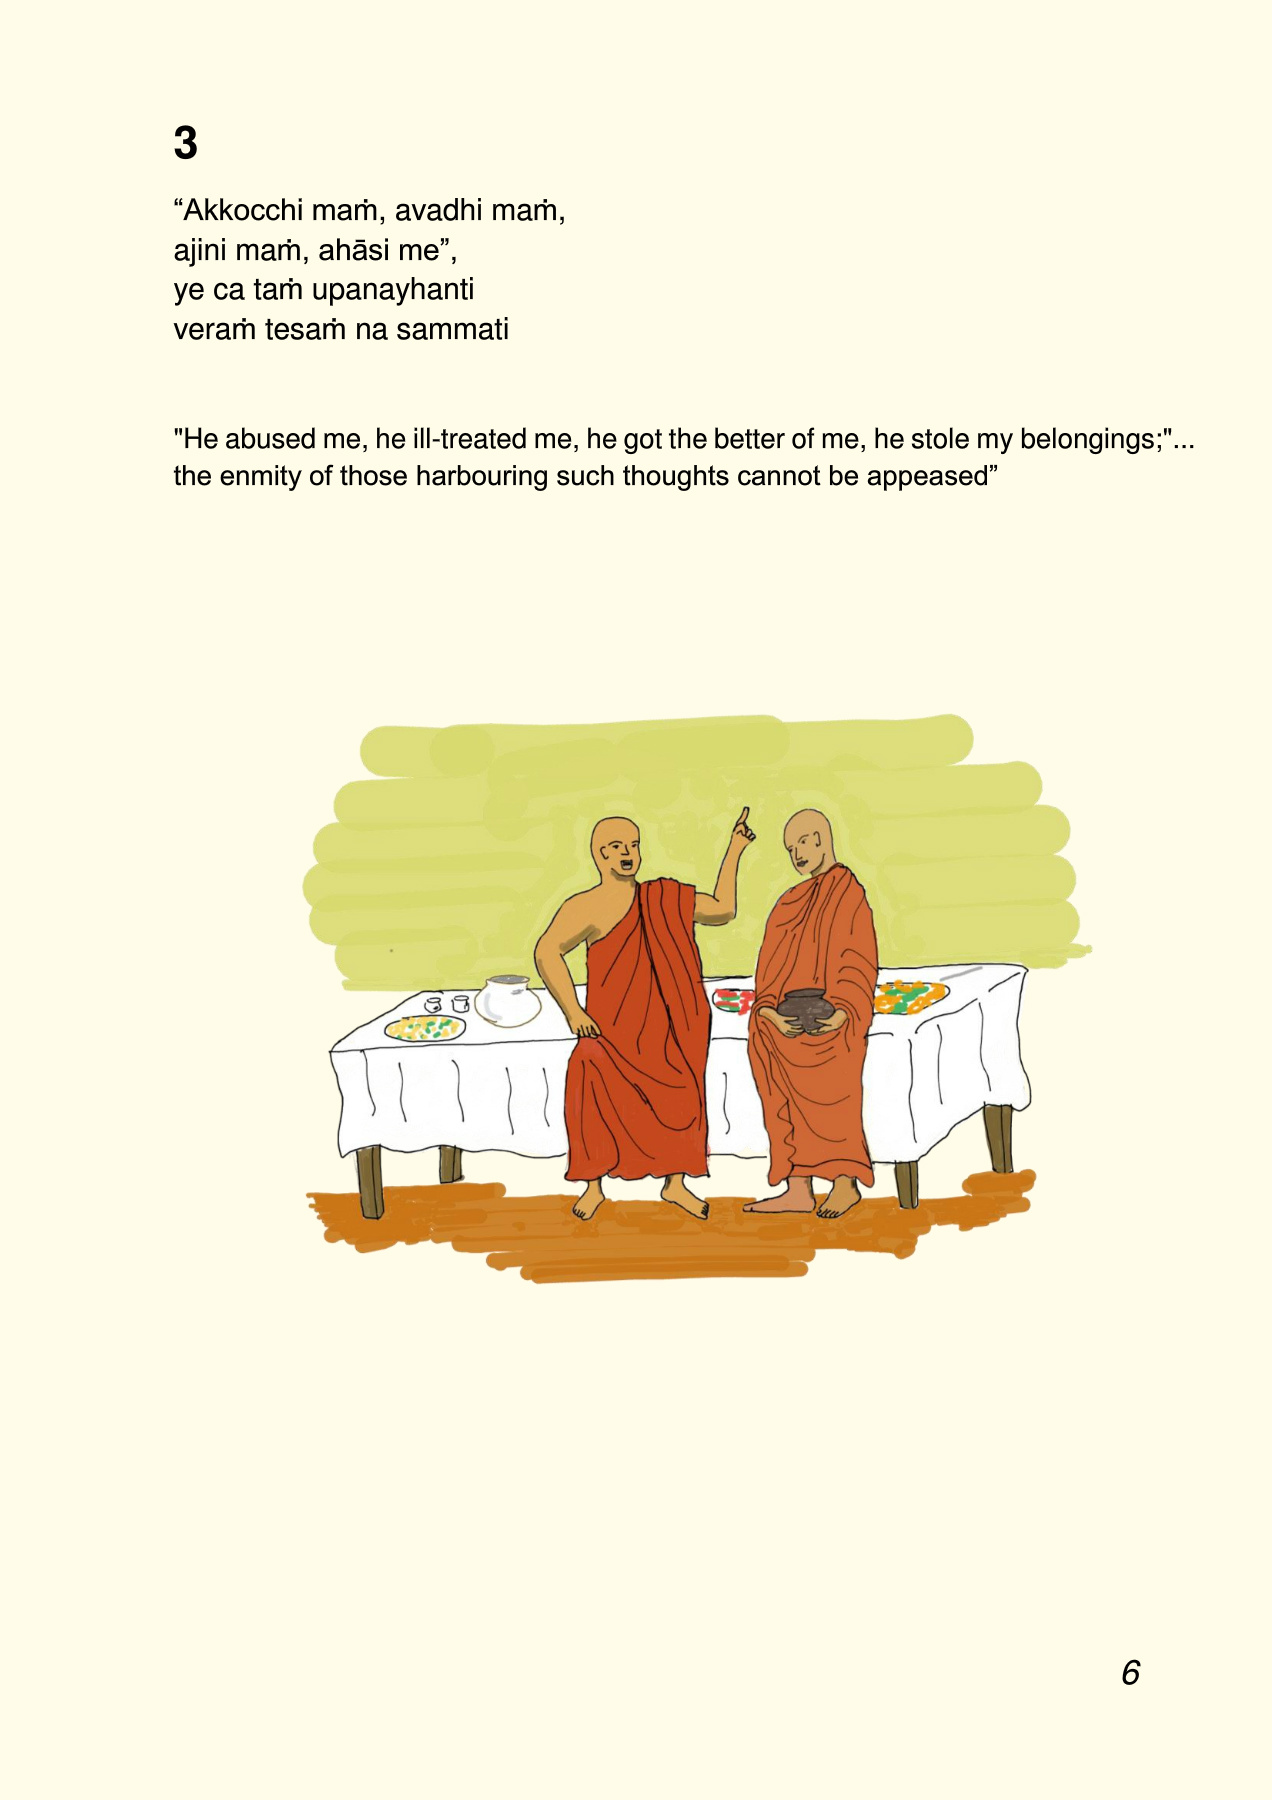 3
“Akkocchi maṁ, avadhi maṁ,
ajini maṁ, ahāsi me”,
ye ca taṁ upanayhanti
veraṁ tesaṁ na sammati
"He abused me, he ill-treated me, he got the better of me, he stole my belongings;"...
the enmity of those harbouring such thoughts cannot be appeased”
6